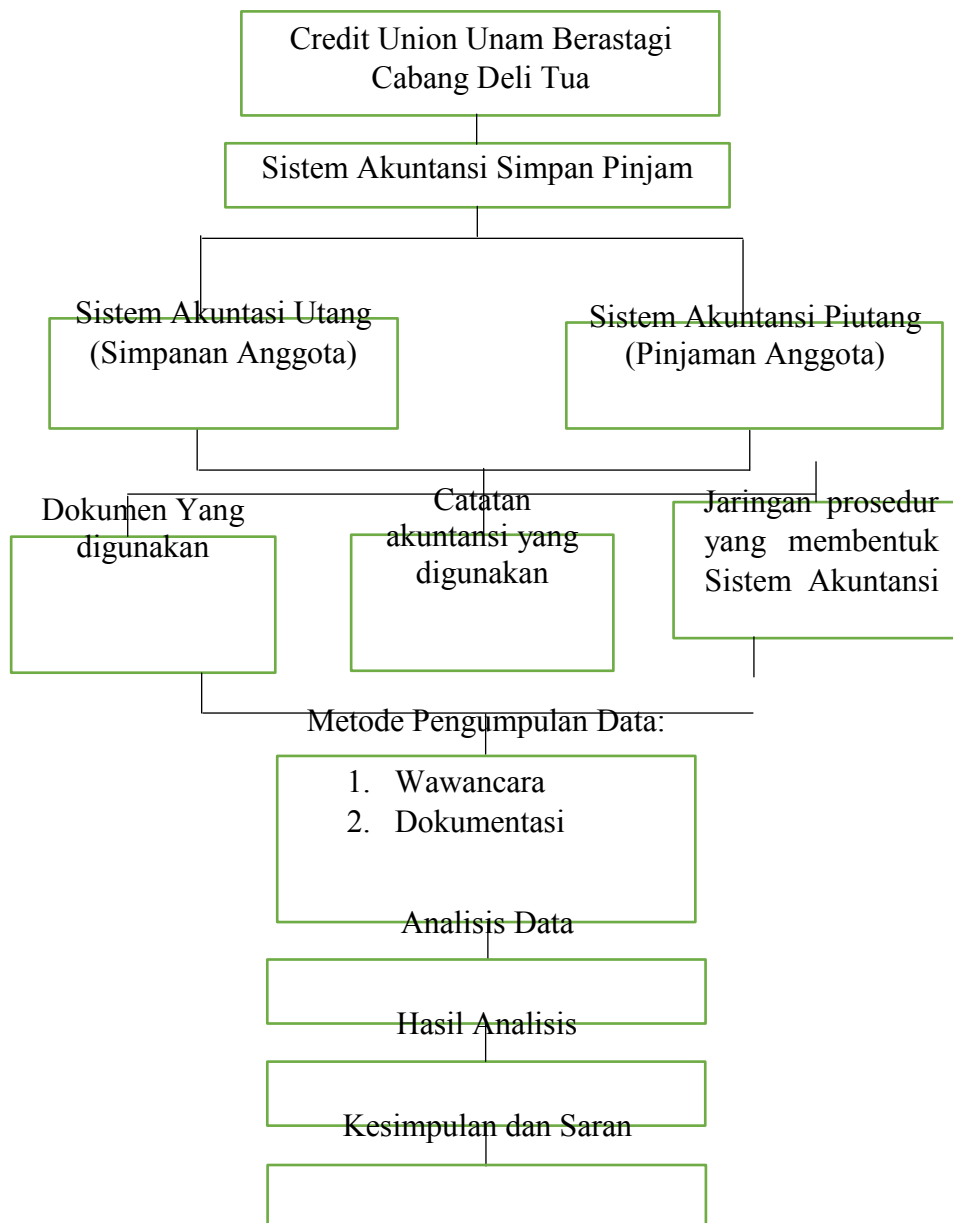 Credit Union Unam Berastagi
Cabang Deli Tua
Sistem Akuntansi Simpan Pinjam
Sistem Akuntasi Utang
(Simpanan Anggota)
Sistem Akuntansi Piutang
(Pinjaman Anggota)
Dokumen Yang
digunakan
Catatan
akuntansi yang
digunakan
Jaringan prosedur
yang membentuk
Sistem Akuntansi
Metode Pengumpulan Data:
1. Wawancara
2. Dokumentasi
Analisis Data
Hasil Analisis
Kesimpulan dan Saran